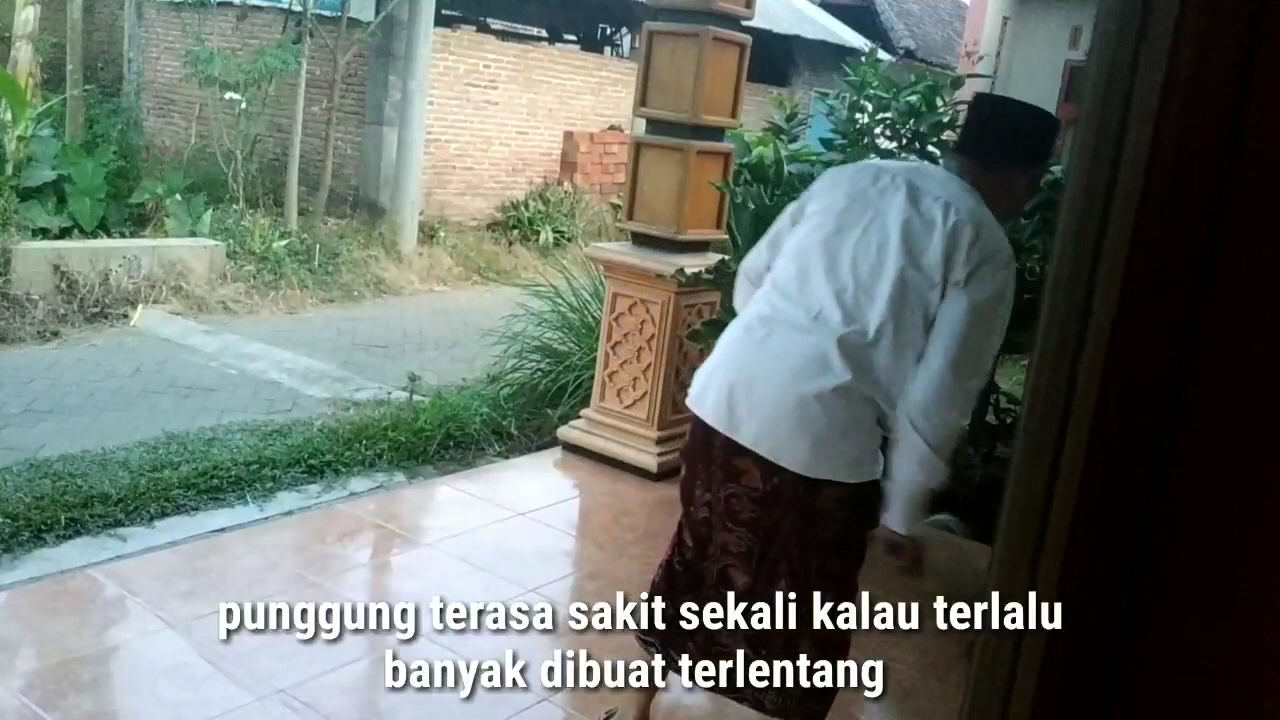 punggung terasa sakit sekali kalau terlalu
banyak dibuat terlentang